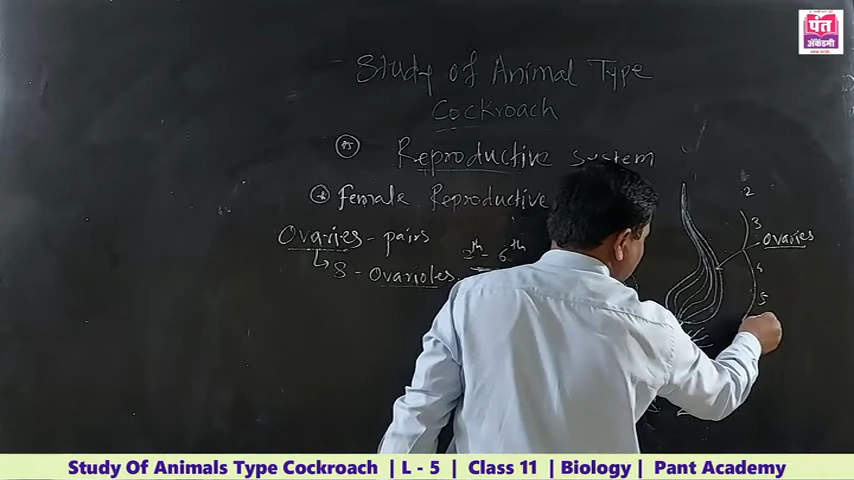 पंत
अॅकॅडमी
Study of Animal Type
Cockroach
Reproductive system
Female Reproductive
Ovaries - pairs
8 - Ovarioles.
2th - 6th
2
3
Ovaries
4
5
Study Of Animals Type Cockroach | L - 5 | Class 11 | Biology | Pant Academy